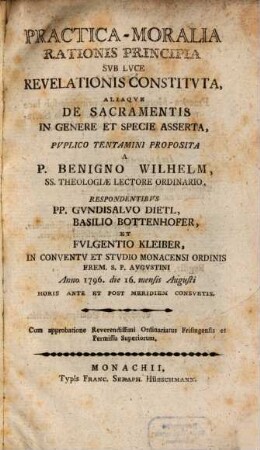 PRACTICA-MORALIA
RATIONIS PRINCIPIA
SVB LVCE
REVELATIONIS CONSTITVTA,
ALIAQVE
DE SACRAMENTIS
IN GENERE ET SPECIE ASSERTA,
PVPLICO TENTAMINI PROPOSITA
A
P. BENIGNO WILHELM,
SS. THEOLOGIÆ LECTORE ORDINARIO,
RESPONDENTIBVS
PP. GVNDISALVO DIETL,
BASILIO BOTTENHOFER,
ET
FVLGENTIO KLEIBER,
IN CONVENTV ET STVDIO MONACENSI ORDINIS
FREM. S. P. AVGVSTINI
Anno 1796. die 16. mensis Augusti
HORIS ANTE ET POST MERIDIEM CONSVETIS.
Cum approbatione Reverendissimi Ordinariatus Frisingensis et
Permissu Superiorum.
MONACHII,
Typis FRANC. SERAPH. HÜBSCHMANN.